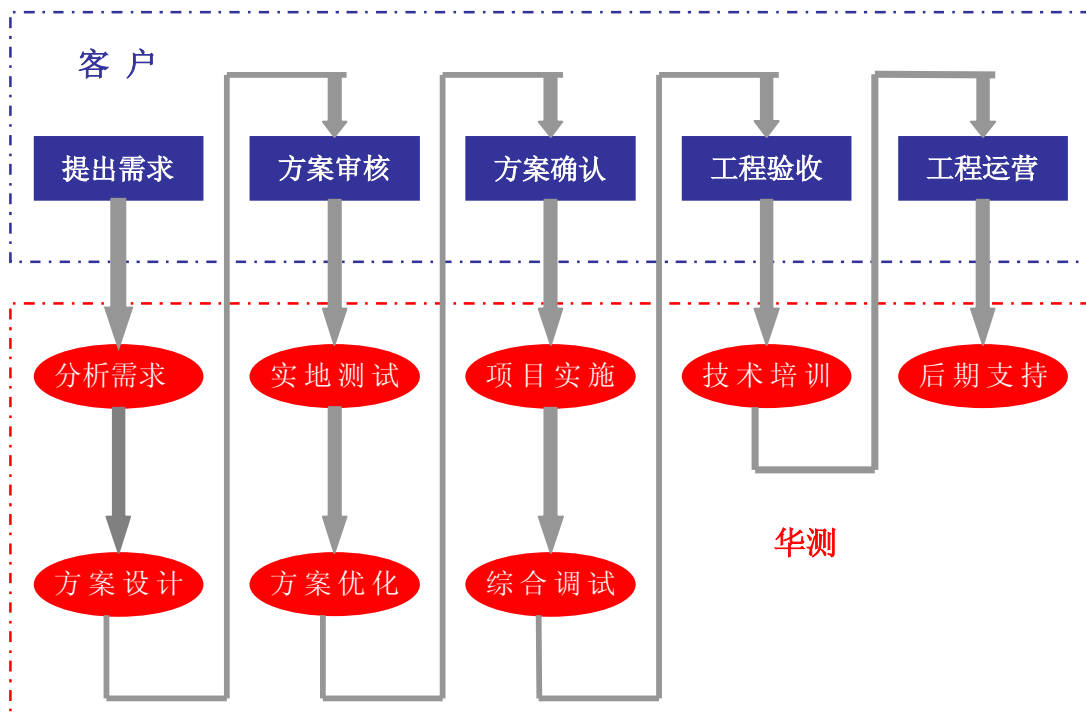 客 户
提出需求
方案审核
方案确认
工程验收
工程运营
分析需求
实 地 测 试
项 目 实 施
技 术 培 训
后 期 支 持
华测
方 案 设 计
方 案 优 化
综 合 调 试